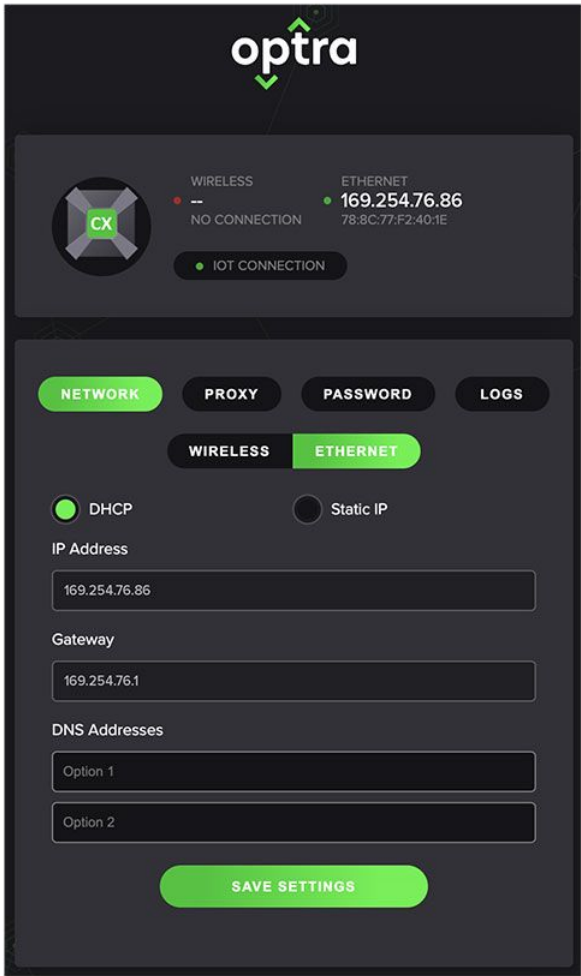 optra
WIRELESS
--
NO CONNECTION
ETHERNET
169.254.76.86
78:8C:77:F2:40:1E
CX
IOT CONNECTION
NETWORK PROXY PASSWORD LOGS
WIRELESS ETHERNET
DHCP Static IP
IP Address
169.254.76.86
Gateway
169.254.76.1
DNS Addresses
Option 1
Option 2
SAVE SETTINGS